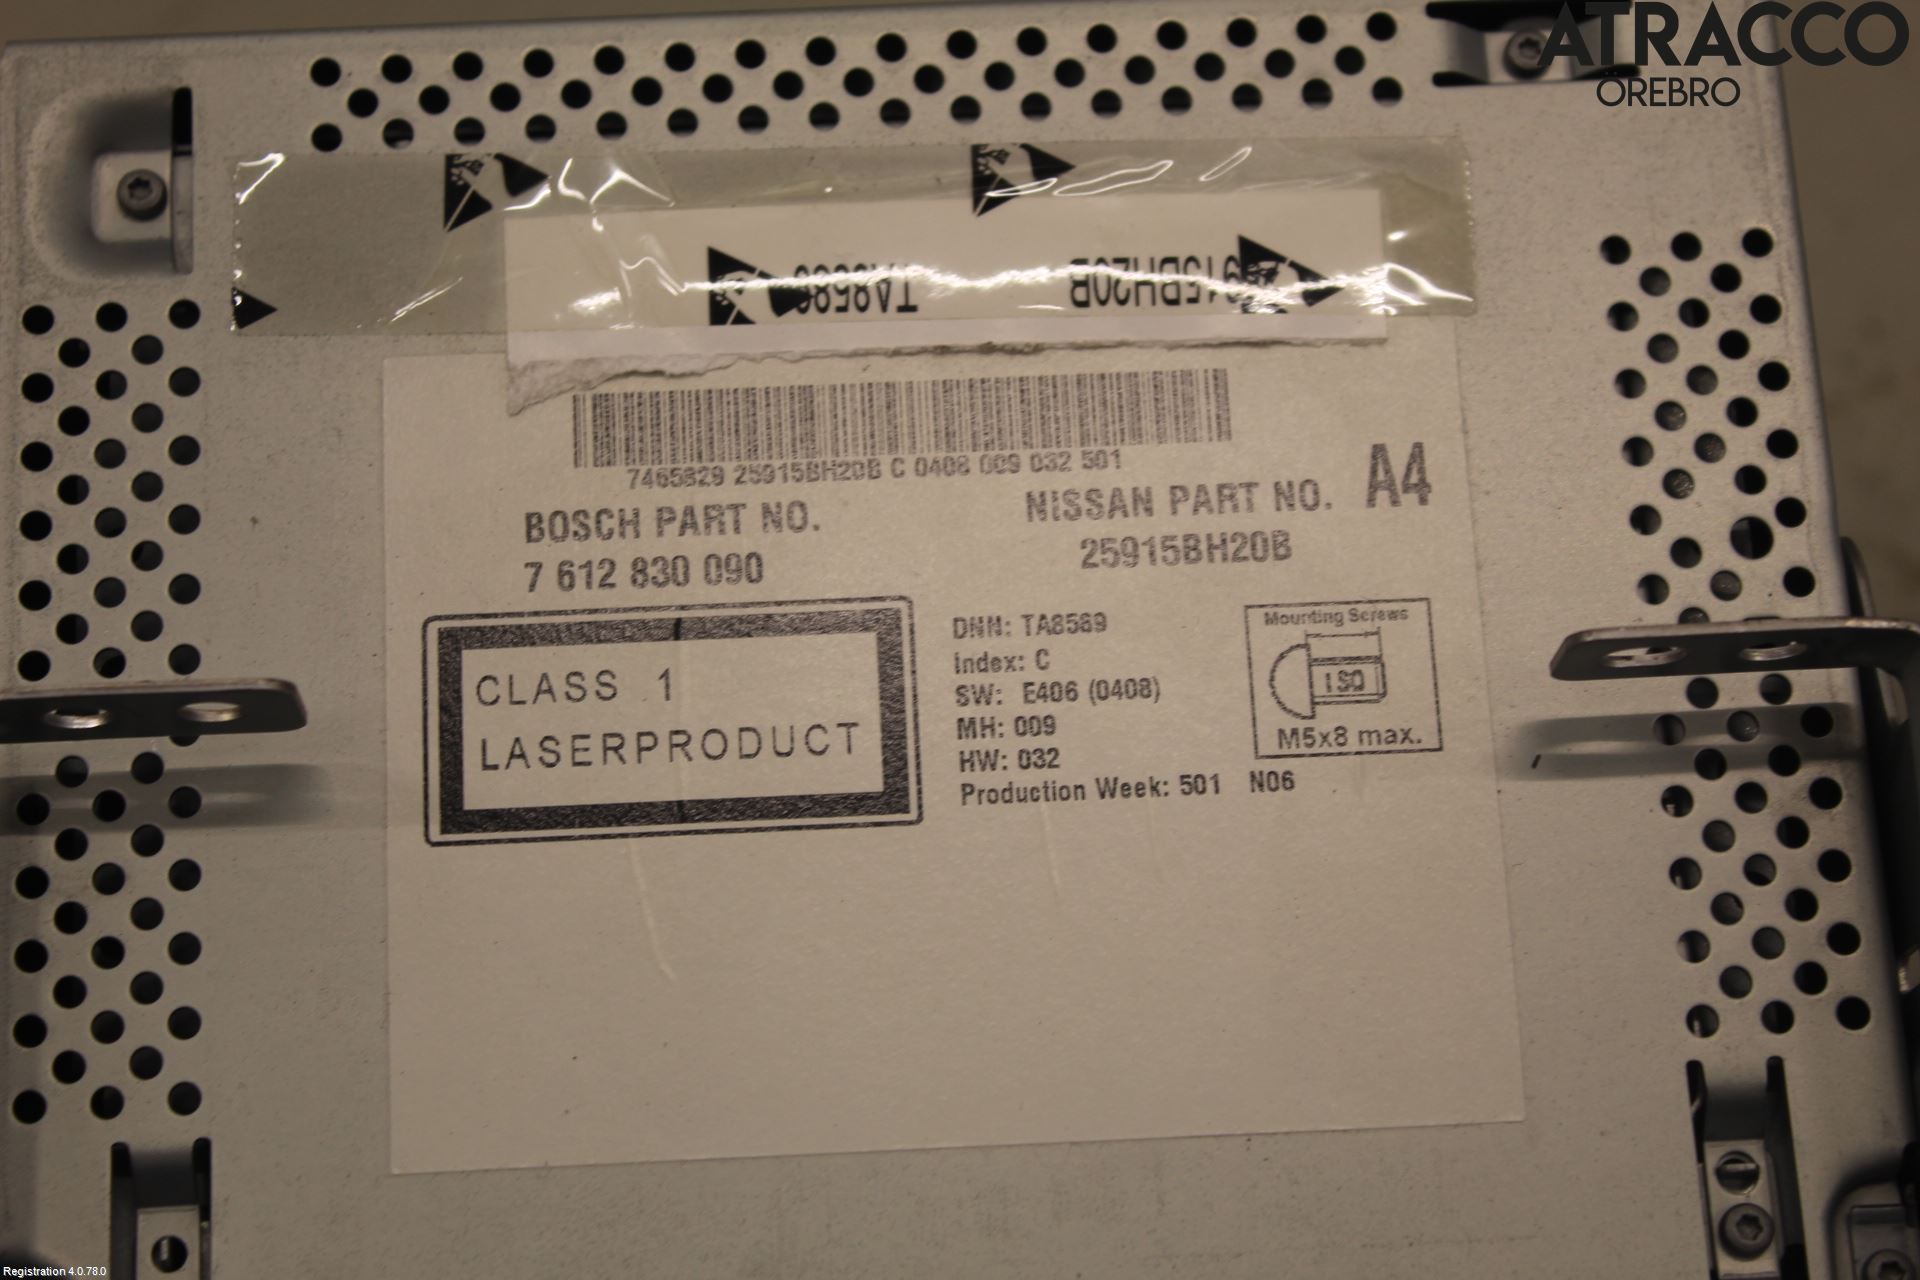 ATRACCO
ÖREBRO
25915BH20B
7465829 25915BH20B C 0408 009 032 501
BOSCH PART NO.
7 612 830 090
NISSAN PART NO.
25915BH20B
A4
CLASS 1
LASERPRODUCT
DNN: TA8589
Index: C
SW: E406 (0408)
MH: 009
HW: 032
Production Week: 501 N06
Mounting Screws
ISO
M5x8 max.
Registration 4.0.78.0